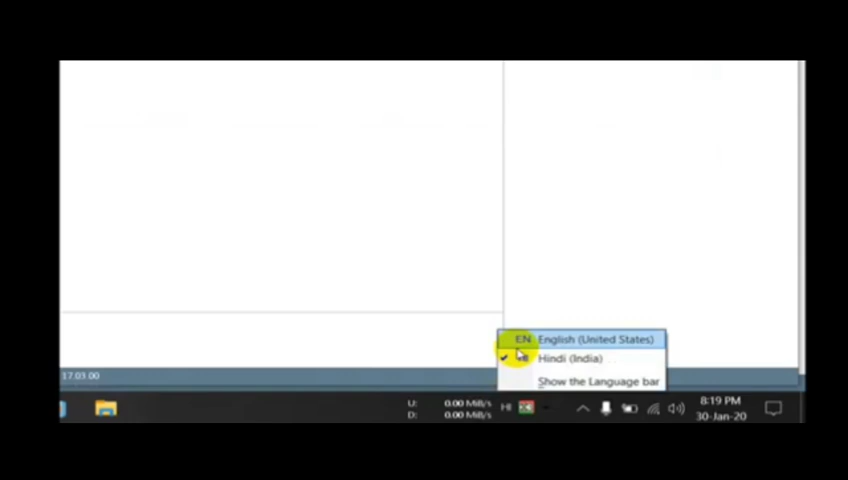 EN English (United States)
Hindi (India)
Show the Language bar
17.03.00
U: 0.00 MiB/s
D: 0.00 MiB/s
HI
8:19 PM
30-Jan-20